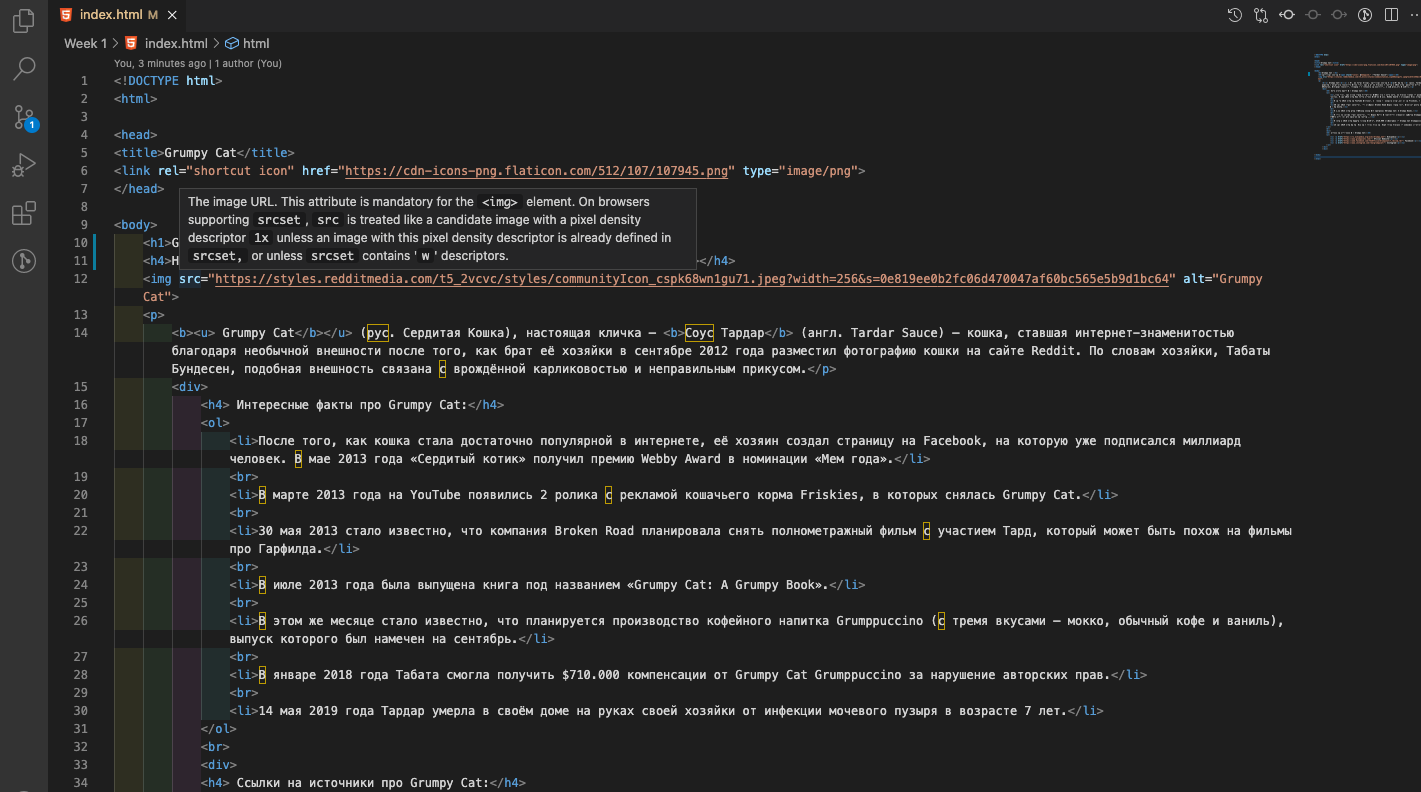 index.html M
Week 1 > index.html > html
You, 3 minutes ago | 1 author (You)
1 <!DOCTYPE html>
2 <html>
3
4 <head>
5 <title>Grumpy Cat</title>
6 <link rel="shortcut icon" href="https://cdn-icons-png.flaticon.com/512/107/107945.png" type="image/png">
7 </head>
8
The image URL. This attribute is mandatory for the <img> element. On browsers
supporting srcset, src is treated like a candidate image with a pixel density
descriptor 1x unless an image with this pixel density descriptor is already defined in
srcset, or unless srcset contains 'w' descriptors.
9 <body>
10 <h1>G
11 <h4>H </h4>
12 <img src="https://styles.redditmedia.com/t5_2vcvc/styles/communityIcon_cspk68wn1gu71.jpeg?width=256&s=0e819ee0b2fc06d470047af60bc565e5b9d1bc64" alt="Grumpy
Cat">
13 <p>
14 <b><u> Grumpy Cat</b></u> (рус. Сердитая Кошка), настоящая кличка — <b>Соус Тардар</b> (англ. Tardar Sauce) — кошка, ставшая интернет-знаменитостью
благодаря необычной внешности после того, как брат её хозяйки в сентябре 2012 года разместил фотографию кошки на сайте Reddit. По словам хозяйки, Табаты
Бундесен, подобная внешность связана с врождённой карликовостью и неправильным прикусом.</p>
15 <div>
16 <h4> Интересные факты про Grumpy Cat:</h4>
17 <ol>
18 <li>После того, как кошка стала достаточно популярной в интернете, её хозяин создал страницу на Facebook, на которую уже подписался миллиард
человек. В мае 2013 года «Сердитый котик» получил премию Webby Award в номинации «Мем года».</li>
19 <br>
20 <li>В марте 2013 года на YouTube появились 2 ролика с рекламой кошачьего корма Friskies, в которых снялась Grumpy Cat.</li>
21 <br>
22 <li>30 мая 2013 стало известно, что компания Broken Road планировала снять полнометражный фильм с участием Тард, который может быть похож на фильмы
про Гарфилда.</li>
23 <br>
24 <li>В июле 2013 года была выпущена книга под названием «Grumpy Cat: A Grumpy Book».</li>
25 <br>
26 <li>В этом же месяце стало известно, что планируется производство кофейного напитка Grumppuccino (с тремя вкусами — мокко, обычный кофе и ваниль),
выпуск которого был намечен на сентябрь.</li>
27 <br>
28 <li>В январе 2018 года Табата смогла получить $710.000 компенсации от Grumpy Cat Grumppuccino за нарушение авторских прав.</li>
29 <br>
30 <li>14 мая 2019 года Тардар умерла в своём доме на руках своей хозяйки от инфекции мочевого пузыря в возрасте 7 лет.</li>
31 </ol>
32 <br>
33 <div>
34 <h4> Ссылки на источники про Grumpy Cat:</h4>
1